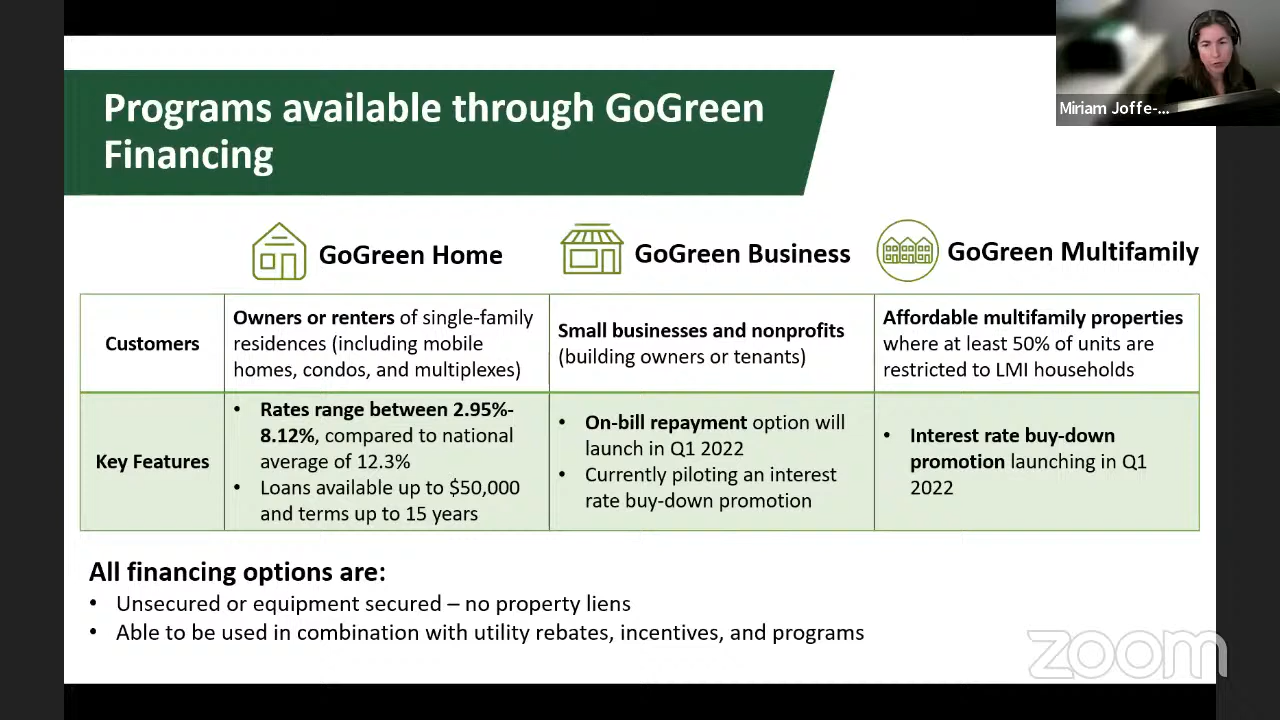 Programs available through GoGreen
Financing
Miriam Joffe-...
GoGreen Home
GoGreen Business
GoGreen Multifamily
Customers
Owners or renters of single-family
residences (including mobile
homes, condos, and multiplexes)
Small businesses and nonprofits
(building owners or tenants)
Affordable multifamily properties
where at least 50% of units are
restricted to LMI households
Key Features
• Rates range between 2.95%-
8.12%, compared to national
average of 12.3%
• Loans available up to $50,000
and terms up to 15 years
• On-bill repayment option will
launch in Q1 2022
• Currently piloting an interest
rate buy-down promotion
• Interest rate buy-down
promotion launching in Q1
2022
All financing options are:
• Unsecured or equipment secured – no property liens
• Able to be used in combination with utility rebates, incentives, and programs
zoom